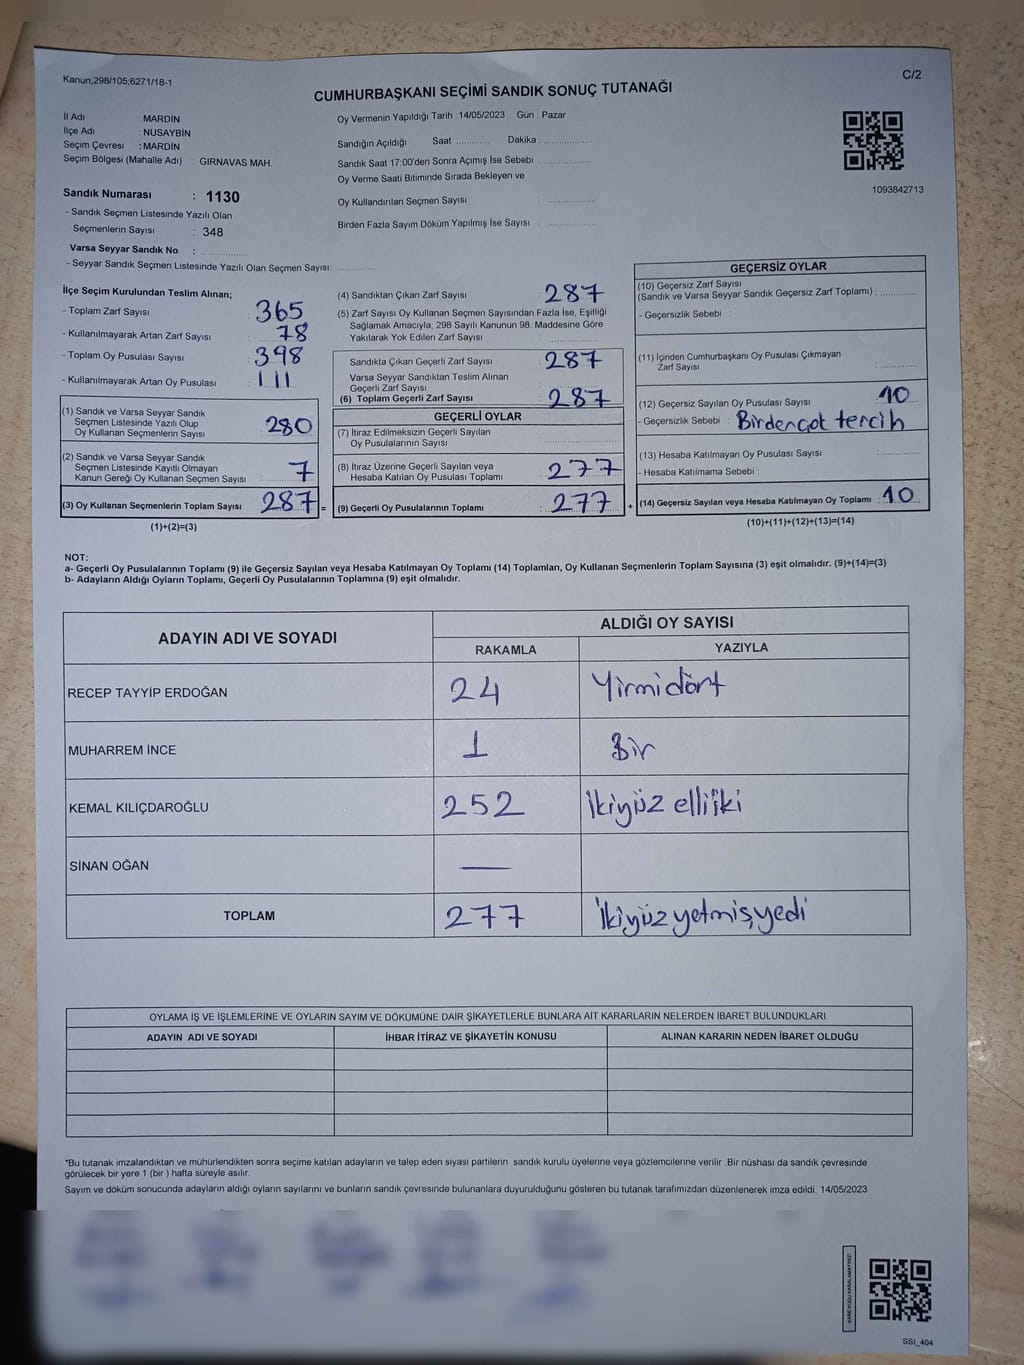 Kanun;298/105;6271/18-1
C/2
CUMHURBAŞKANI SEÇİMİ SANDIK SONUÇ TUTANAĞI
İl Adı : MARDİN
İlçe Adı : NUSAYBİN
Seçim Çevresi : MARDİN
Seçim Bölgesi (Mahalle Adı) : GIRNAVAS MAH.
Sandık Numarası : 1130
- Sandık Seçmen Listesinde Yazılı Olan
Seçmenlerin Sayısı : 348
Varsa Seyyar Sandık No :
- Seyyar Sandık Seçmen Listesinde Yazılı Olan Seçmen Sayısı:
Oy Vermenin Yapıldığı Tarih : 14/05/2023 Gün : Pazar
Sandığın Açıldığı Saat : Dakika :
Sandık Saat 17:00'den Sonra Açımış İse Sebebi :
Oy Verme Saati Bitiminde Sırada Bekleyen ve
Oy Kullandırılan Seçmen Sayısı :
Birden Fazla Sayım Döküm Yapılmış İse Sayısı :
1093842713
İlçe Seçim Kurulundan Teslim Alınan;
- Toplam Zarf Sayısı : 365
- Kullanılmayarak Artan Zarf Sayısı : 78
- Toplam Oy Pusulası Sayısı : 398
- Kullanılmayarak Artan Oy Pusulası : 111
(1) Sandık ve Varsa Seyyar Sandık
Seçmen Listesinde Yazılı Olup
Oy Kullanan Seçmenlerin Sayısı : 280
(2) Sandık ve Varsa Seyyar Sandık
Seçmen Listesinde Kayıtlı Olmayan
Kanun Gereği Oy Kullanan Seçmen Sayısı : 7
(3) Oy Kullanan Seçmenlerin Toplam Sayısı : 287 =
(1)+(2)=(3)
(4) Sandıktan Çıkan Zarf Sayısı : 287
(5) Zarf Sayısı Oy Kullanan Seçmen Sayısından Fazla İse, Eşitliği
Sağlamak Amacıyla, 298 Sayılı Kanunun 98. Maddesine Göre
Yakılarak Yok Edilen Zarf Sayısı :
Sandıkta Çıkan Geçerli Zarf Sayısı : 287
Varsa Seyyar Sandıktan Teslim Alınan
Geçerli Zarf Sayısı :
(6) Toplam Geçerli Zarf Sayısı : 287
GEÇERLİ OYLAR
(7) İtiraz Edilmeksizin Geçerli Sayılan
Oy Pusulalarının Sayısı :
(8) İtiraz Üzerine Geçerli Sayılan veya
Hesaba Katılan Oy Pusulası Toplamı : 277
(9) Geçerli Oy Pusulalarının Toplamı : 277 +
GEÇERSİZ OYLAR
(10) Geçersiz Zarf Sayısı
(Sandık ve Varsa Seyyar Sandık Geçersiz Zarf Toplamı) :
- Geçersizlik Sebebi :
(11) İçinden Cumhurbaşkanı Oy Pusulası Çıkmayan
Zarf Sayısı :
(12) Geçersiz Sayılan Oy Pusulası Sayısı : 10
- Geçersizlik Sebebi : Birdençok tercih
(13) Hesaba Katılmayan Oy Pusulası Sayısı :
- Hesaba Katılmama Sebebi :
(14) Geçersiz Sayılan veya Hesaba Katılmayan Oy Toplamı : 10
(10)+(11)+(12)+(13)=(14)
NOT:
a- Geçerli Oy Pusulalarının Toplamı (9) ile Geçersiz Sayılan veya Hesaba Katılmayan Oy Toplamı (14) Toplamları, Oy Kullanan Seçmenlerin Toplam Sayısına (3) eşit olmalıdır. (9)+(14)=(3)
b- Adayların Aldığı Oyların Toplamı, Geçerli Oy Pusulalarının Toplamına (9) eşit olmalıdır.
ADAYIN ADI VE SOYADI
ALDIĞI OY SAYISI
RAKAMLA YAZIYLA
RECEP TAYYİP ERDOĞAN 24 Yirmidört
MUHARREM İNCE 1 Bir
KEMAL KILIÇDAROĞLU 252 İkiyüz elliiki
SİNAN OĞAN —
TOPLAM 277 İkiyüz yetmişyedi
OYLAMA İŞ VE İŞLEMLERİNE VE OYLARIN SAYIM VE DÖKÜMÜNE DAİR ŞİKAYETLERLE BUNLARA AİT KARARLARIN NELERDEN İBARET BULUNDUKLARI
ADAYIN ADI VE SOYADI İHBAR İTİRAZ VE ŞİKAYETİN KONUSU ALINAN KARARIN NEDEN İBARET OLDUĞU
*Bu tutanak imzalandıktan ve mühürlendikten sonra seçime katılan adayların ve talep eden siyasi partilerin sandık kurulu üyelerine veya gözlemcilerine verilir. Bir nüshası da sandık çevresinde
görülecek bir yere 1 (bir ) hafta süreyle asılır.
Sayım ve döküm sonucunda adayların aldığı oyların sayılarını ve bunların sandık çevresinde bulunanlara duyurulduğunu gösteren bu tutanak tarafımızdan düzenlenerek imza edildi. 14/05/2023
SSI_404